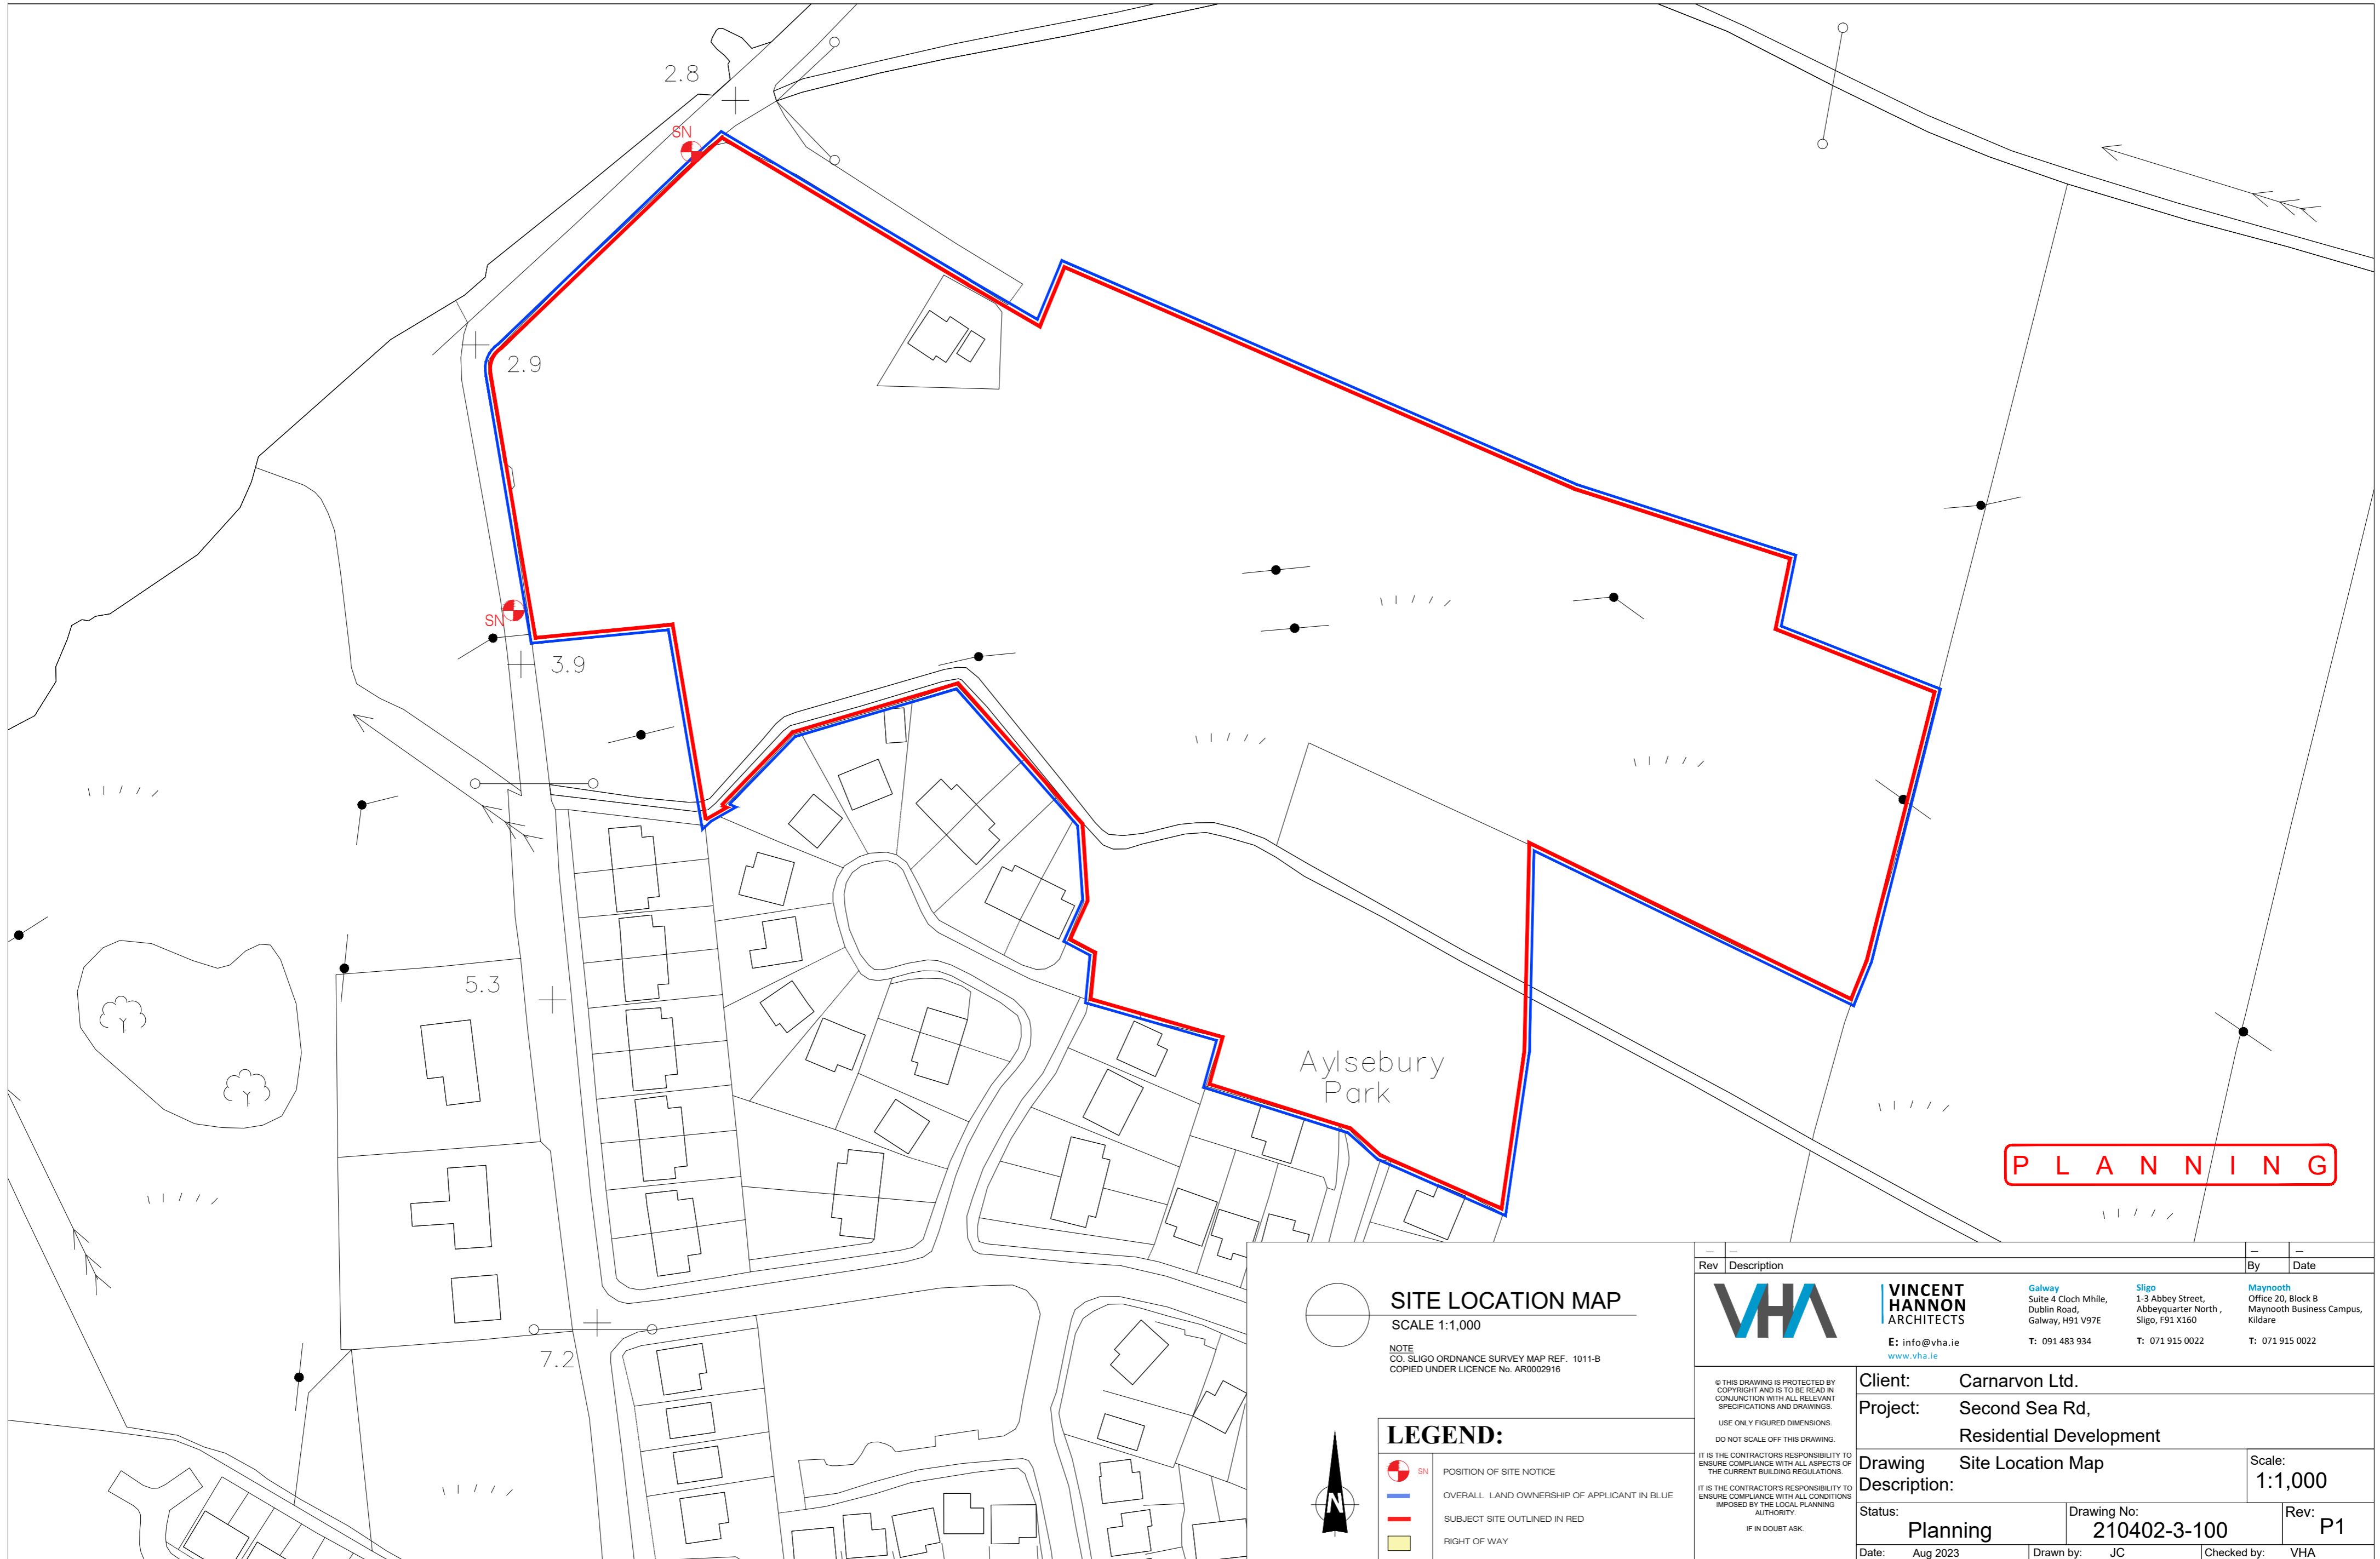 2.8
SN
2.9
SN
3.9
5.3
Aylsebury
Park
7.2
PLANNING
SITE LOCATION MAP
SCALE 1:1,000
NOTE
CO. SLIGO ORDNANCE SURVEY MAP REF. 1011-B
COPIED UNDER LICENCE No. AR0002916
N
LEGEND:
SN POSITION OF SITE NOTICE
OVERALL LAND OWNERSHIP OF APPLICANT IN BLUE
SUBJECT SITE OUTLINED IN RED
RIGHT OF WAY
– – – –
Rev Description By Date
VHA
VINCENT
HANNON
ARCHITECTS
E: info@vha.ie
www.vha.ie
Galway
Suite 4 Cloch Mhile,
Dublin Road,
Galway, H91 V97E
T: 091 483 934
Sligo
1-3 Abbey Street,
Abbeyquarter North ,
Sligo, F91 X160
T: 071 915 0022
Maynooth
Office 20, Block B
Maynooth Business Campus,
Kildare
T: 071 915 0022
© THIS DRAWING IS PROTECTED BY
COPYRIGHT AND IS TO BE READ IN
CONJUNCTION WITH ALL RELEVANT
SPECIFICATIONS AND DRAWINGS.
USE ONLY FIGURED DIMENSIONS.
DO NOT SCALE OFF THIS DRAWING.
IT IS THE CONTRACTORS RESPONSIBILITY TO
ENSURE COMPLIANCE WITH ALL ASPECTS OF
THE CURRENT BUILDING REGULATIONS.
IT IS THE CONTRACTOR'S RESPONSIBILITY TO
ENSURE COMPLIANCE WITH ALL CONDITIONS
IMPOSED BY THE LOCAL PLANNING
AUTHORITY.
IF IN DOUBT ASK.
Client: Carnarvon Ltd.
Project: Second Sea Rd,
Residential Development
Drawing Site Location Map
Description:
Scale:
1:1,000
Status:
Planning
Drawing No:
210402-3-100
Rev:
P1
Date: Aug 2023 Drawn by: JC Checked by: VHA